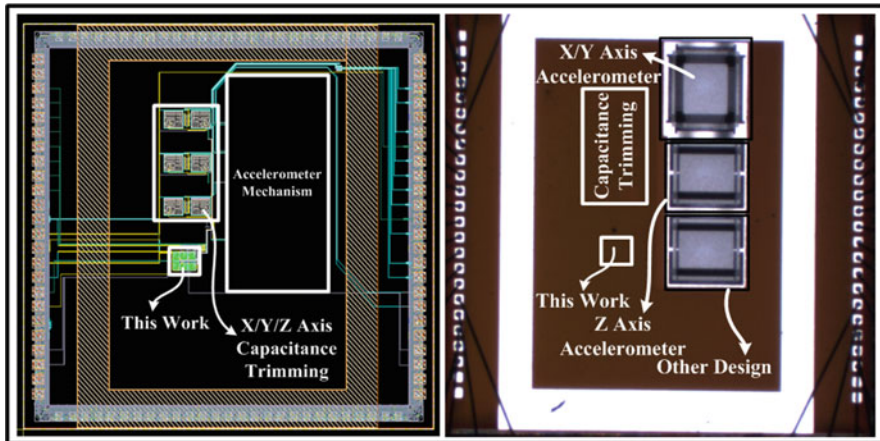 Accelerometer
Mechanism
This Work
X/Y/Z Axis
Capacitance
Trimming
X/Y Axis
Accelerometer
Capacitance
Trimming
This Work
Z Axis
Accelerometer
Other Design